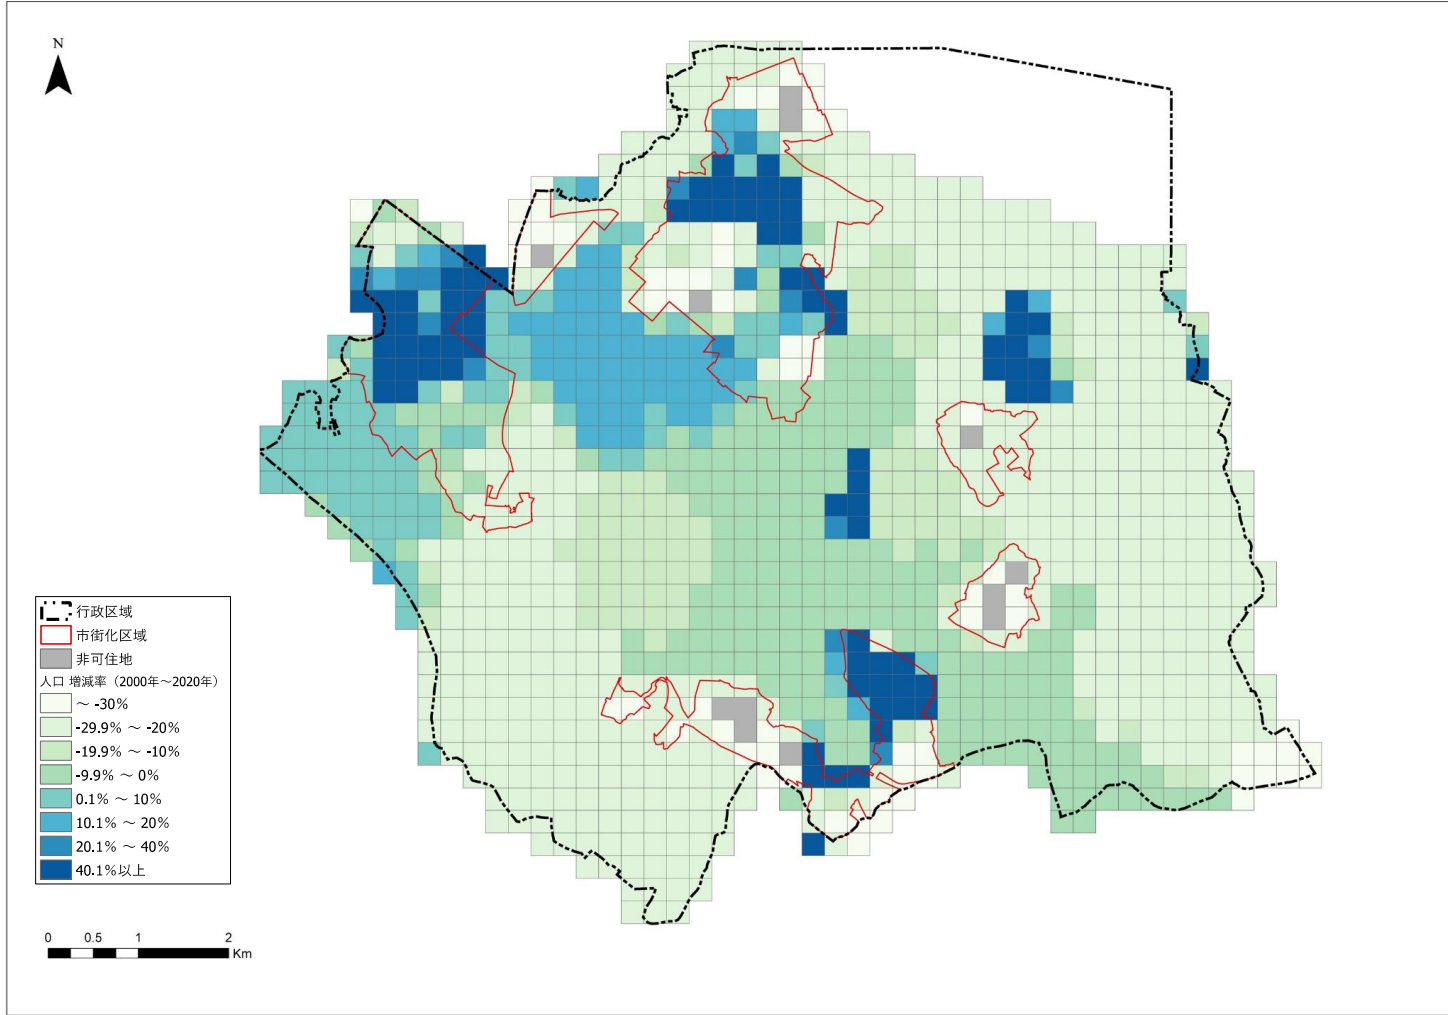 N
行政区域
市街化区域
非可住地
人口 増減率（2000年～2020年）
～ -30%
-29.9% ～ -20%
-19.9% ～ -10%
-9.9% ～ 0%
0.1% ～ 10%
10.1% ～ 20%
20.1% ～ 40%
40.1%以上
0 0.5 1 2
Km